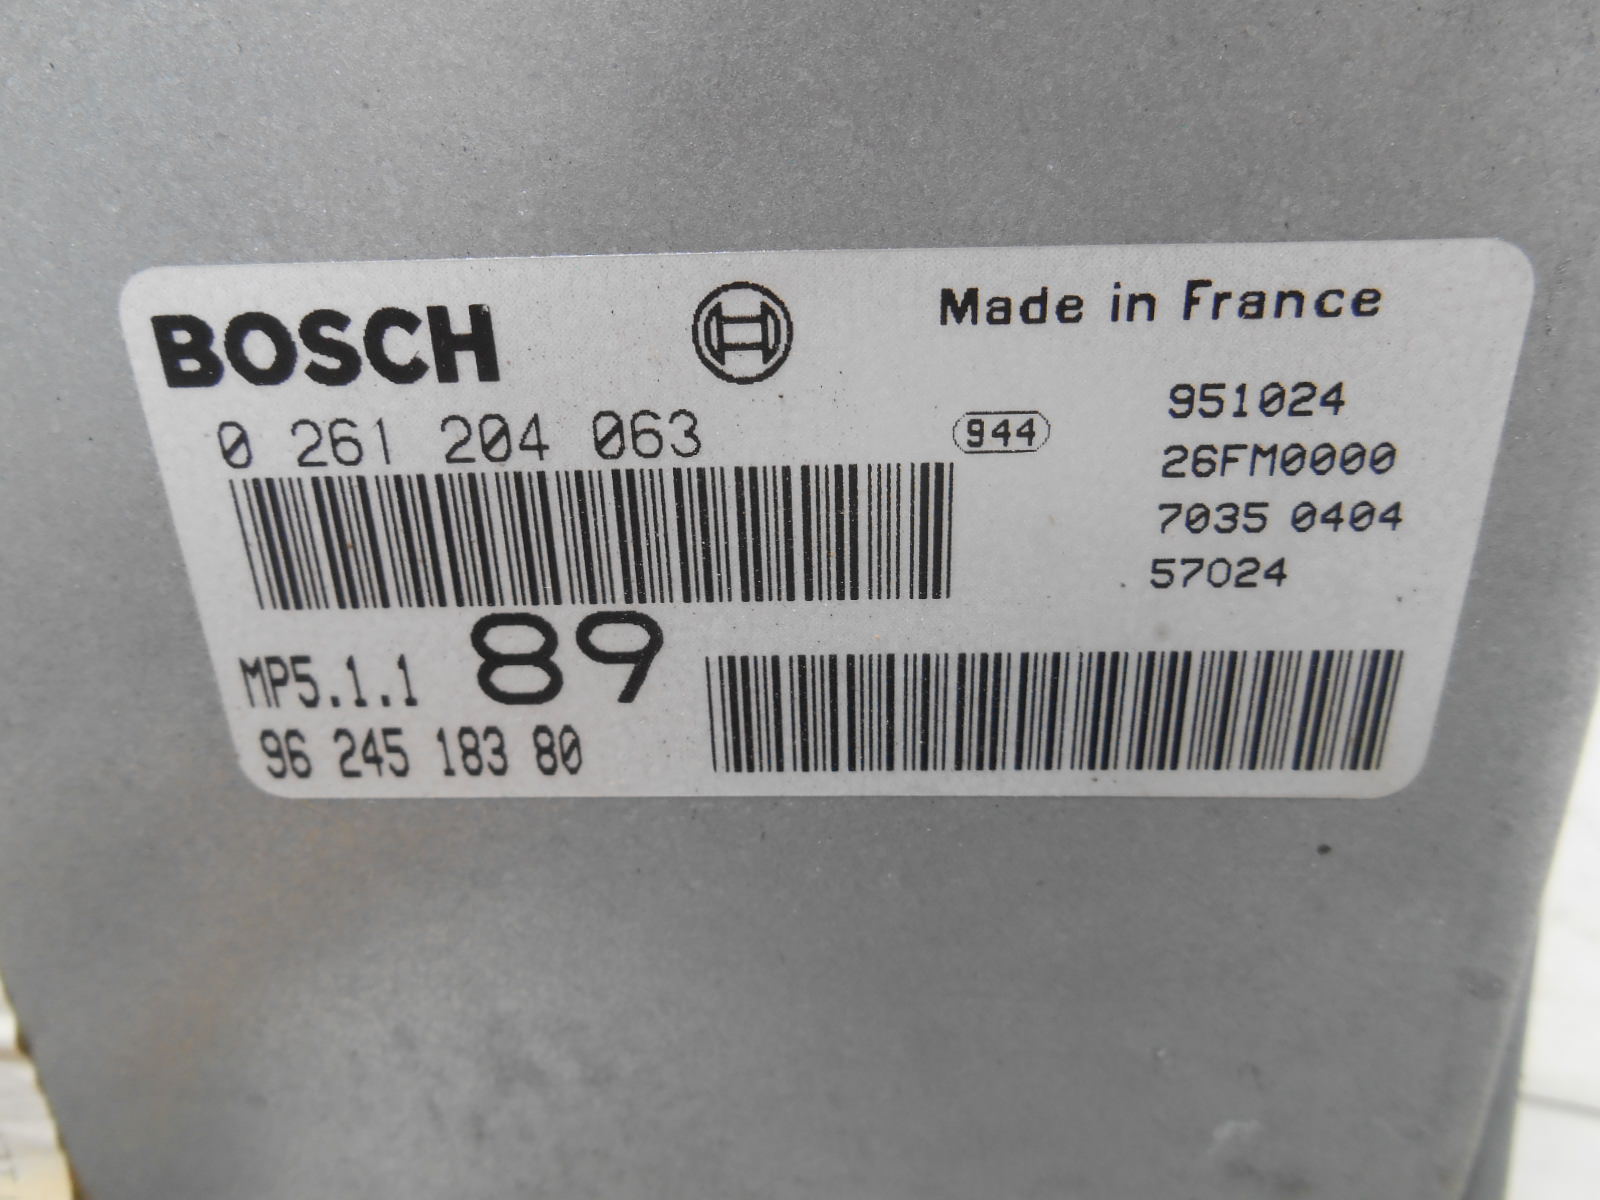 BOSCH
Made in France
0 261 204 063
944
951024
26FM0000
7035 0404
57024
MP5.1.1 89
96 245 183 80